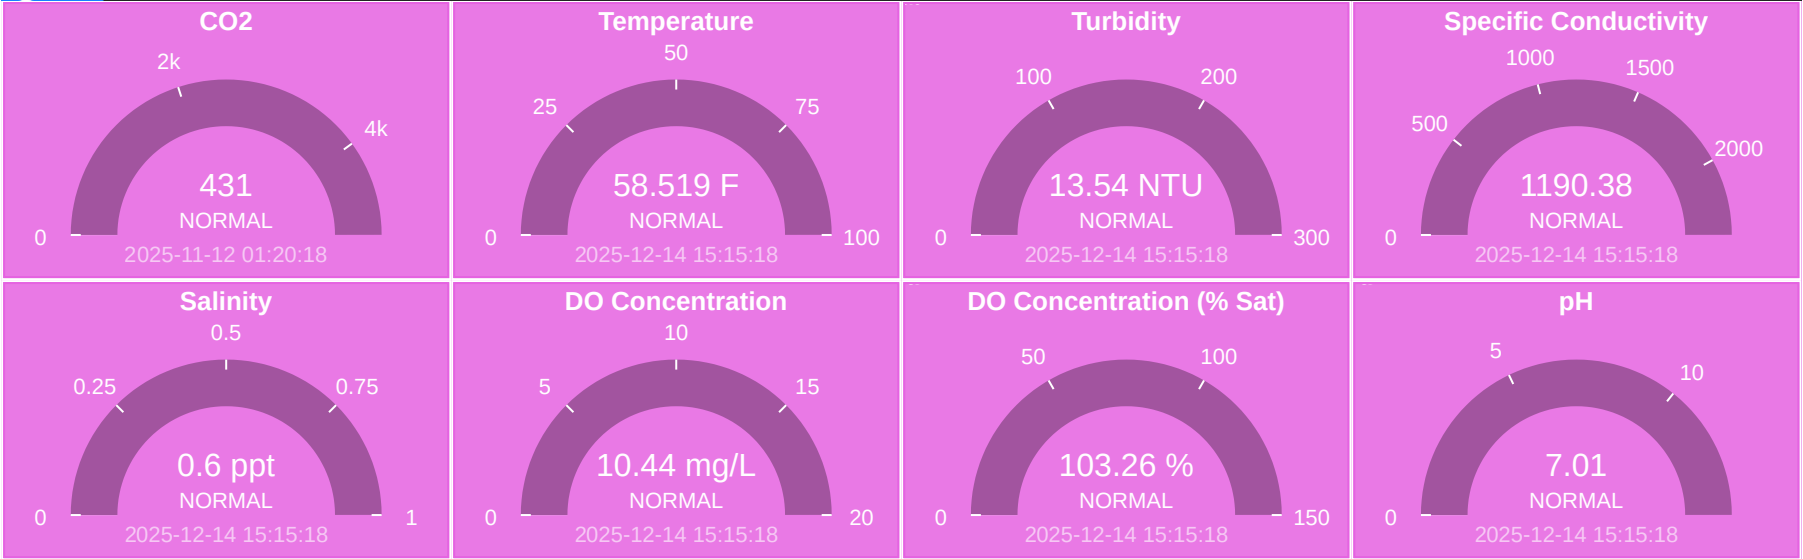 CO2
2k
4k
0
431
NORMAL
2025-11-12 01:20:18
Temperature
50
25
75
0
100
58.519 F
NORMAL
2025-12-14 15:15:18
Turbidity
100
200
0
300
13.54 NTU
NORMAL
2025-12-14 15:15:18
Specific Conductivity
1000
1500
500
2000
0
1190.38
NORMAL
2025-12-14 15:15:18
Salinity
0.5
0.25
0.75
0
1
0.6 ppt
NORMAL
2025-12-14 15:15:18
DO Concentration
10
5
15
0
20
10.44 mg/L
NORMAL
2025-12-14 15:15:18
DO Concentration (% Sat)
50
100
0
150
103.26 %
NORMAL
2025-12-14 15:15:18
pH
5
10
0
7.01
NORMAL
2025-12-14 15:15:18